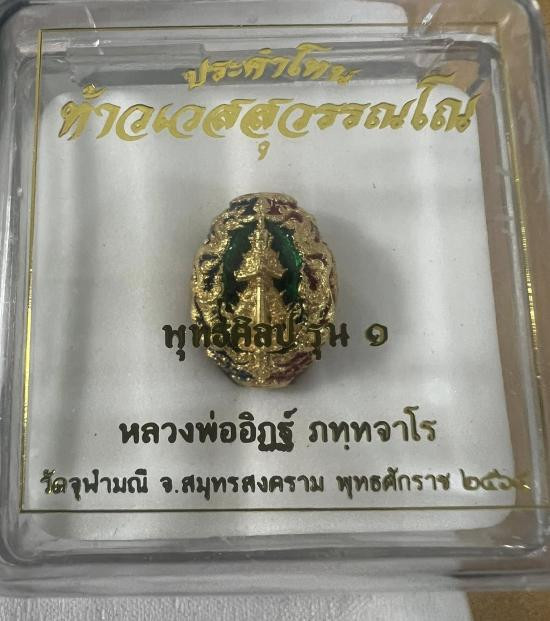 ประคำโทน
ท้าวเวสสุวรรณโณ
พุทธศิลป์ รุ่น ๑
หลวงพ่ออิฏฐ์ ภทฺทจาโร
วัดจุฬามณี จ.สมุทรสงคราม พุทธศักราช